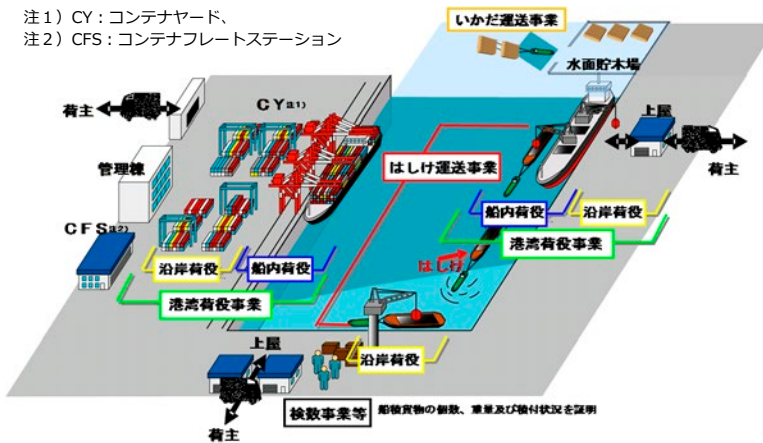 注１）CY：コンテナヤード、
注２）CFS：コンテナフレートステーション
いかだ運送事業
水面貯木場
荷主
CY注1)
上屋
管理棟
はしけ運送事業
荷主
CFS注2)
船内荷役
沿岸荷役
沿岸荷役
船内荷役
港湾荷役事業
はしけ
港湾荷役事業
上屋
沿岸荷役
検数事業等
船積貨物の個数、重量及び積付状況を証明
荷主